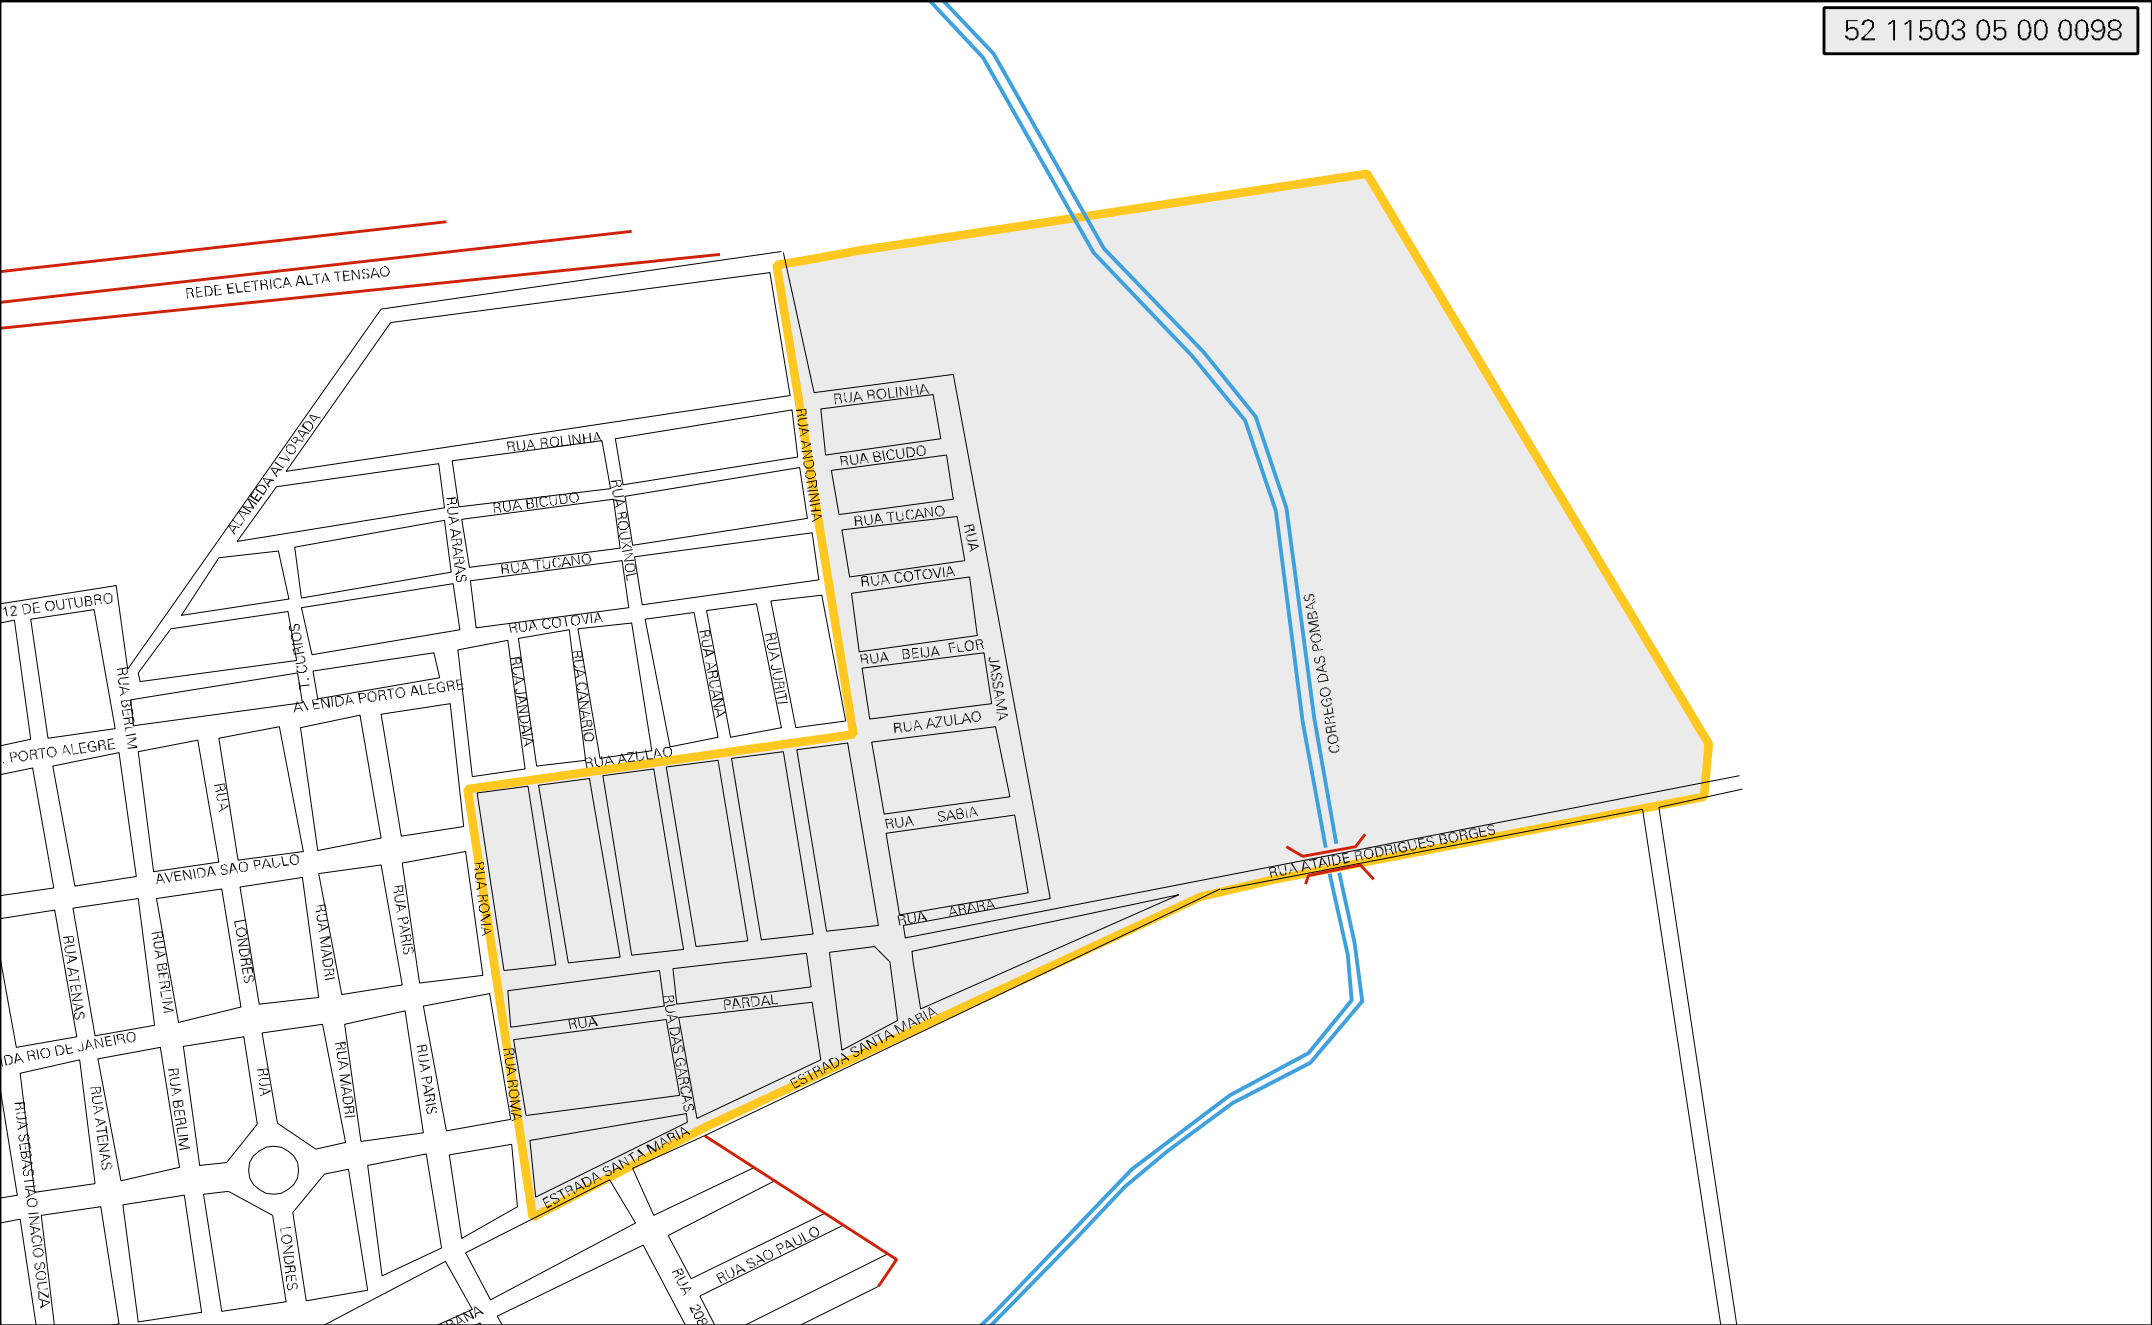 52 11503 05 00 0098
REDE ELETRICA ALTA TENSAO
ALAMEDA ALVORADA
RUA ROLINHA
RUA ROLINHA
RUA ANDORINHA
RUA BICUDO
RUA BICUDO
RUA ARARAS
RUA ROUXINOL
RUA TUCANO
RUA TUCANO
RUA
JASSAMA
RUA COTOVIA
RUA COTOVIA
12 DE OUTUBRO
RUA BERLIM
AVENIDA PORTO ALEGRE
RUA JANDAIA
RUA CANARIO
RUA ARUANA
RUA JURITI
RUA BEIJA FLOR
CORREGO DAS POMBAS
. PORTO ALEGRE
RUA AZULAO
RUA AZULAO
RUA
RUA SABIA
RUA ATAIDE RODRIGUES BORGES
AVENIDA SAO PAULO
RUA ROMA
RUA ARARA
RUA ATENAS
RUA BERLIM
LONDRES
RUA MADRI
RUA PARIS
RUA
PARDAL
RUA DAS GARCAS
ESTRADA SANTA MARIA
IDA RIO DE JANEIRO
RUA ATENAS
RUA BERLIM
RUA
RUA MADRI
RUA PARIS
RUA ROMA
ESTRADA SANTA MARIA
RUA SEBASTIAO INACIO SOUZA
LONDRES
RUA SAO PAULO
RUA 208